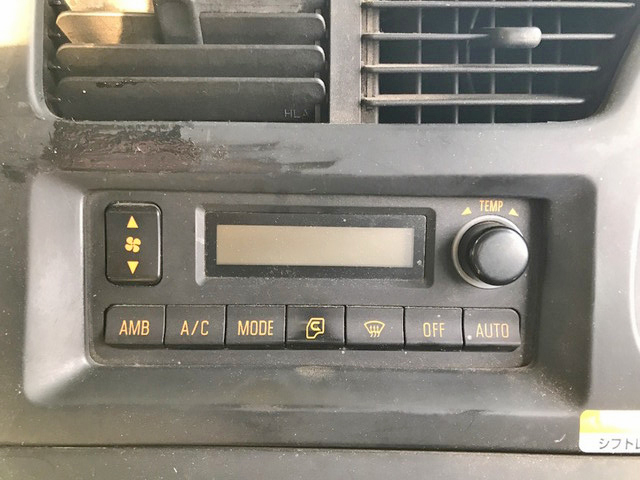 TEMP
AMB A/C MODE OFF AUTO
シフトレ